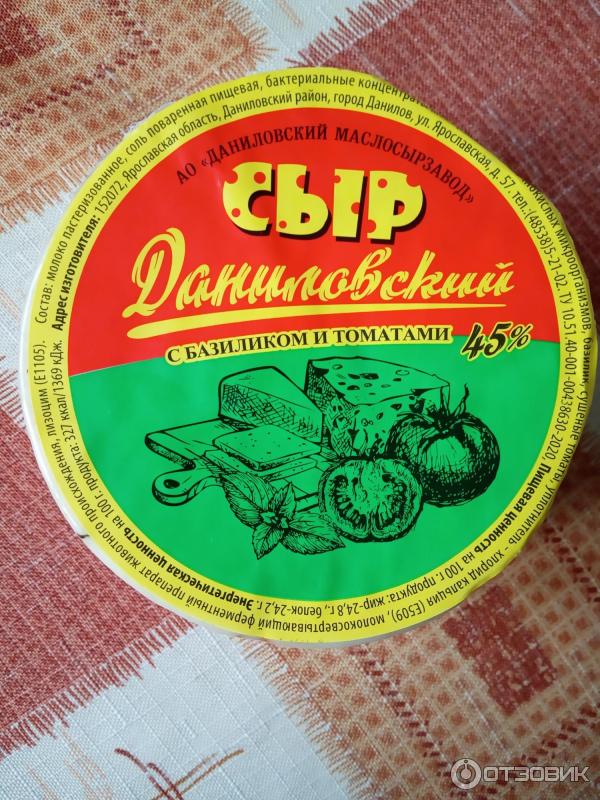 АО «ДАНИЛОВСКИЙ МАСЛОСЫРЗАВОД»
СЫР
Даниловский
С БАЗИЛИКОМ И ТОМАТАМИ 45%
Состав: молоко пастеризованное, соль поваренная пищевая, бактериальные концентраты микроорганизмов, базилик, сушёные томаты, уплотнитель - хлорид кальция (Е509), молокосвертывающий ферментный препарат животного происхождения, лизоцим (Е1105).
Адрес изготовителя: 152072, Ярославская область, Даниловский район, город Данилов, ул. Ярославская, д. 57. тел.:(48538)5-21-02. ТУ 10.51.40-001-00438630-2020. Пищевая ценность на 100 г. продукта: жир-24,8 г., белок-24,2 г. Энергетическая ценность на 100 г. продукта: 327 ккал/1369 кДж.
ОТЗОВИК